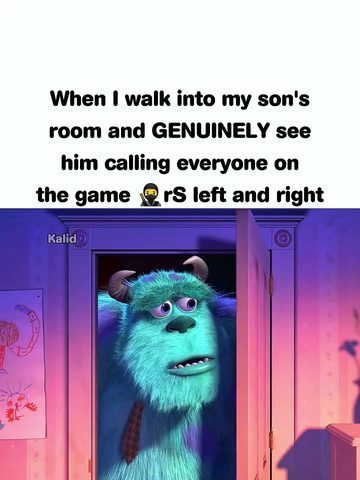 When I walk into my son's
room and GENUINELY see
him calling everyone on
the game 🥷rS left and right
Kalid